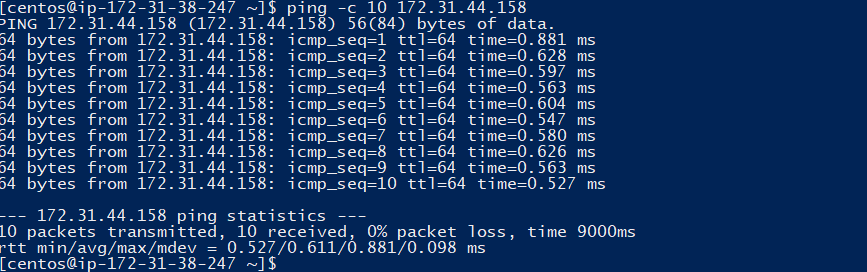 [centos@ip-172-31-38-247 ~]$ ping -c 10 172.31.44.158
PING 172.31.44.158 (172.31.44.158) 56(84) bytes of data.
64 bytes from 172.31.44.158: icmp_seq=1 ttl=64 time=0.881 ms
64 bytes from 172.31.44.158: icmp_seq=2 ttl=64 time=0.628 ms
64 bytes from 172.31.44.158: icmp_seq=3 ttl=64 time=0.597 ms
64 bytes from 172.31.44.158: icmp_seq=4 ttl=64 time=0.563 ms
64 bytes from 172.31.44.158: icmp_seq=5 ttl=64 time=0.604 ms
64 bytes from 172.31.44.158: icmp_seq=6 ttl=64 time=0.547 ms
64 bytes from 172.31.44.158: icmp_seq=7 ttl=64 time=0.580 ms
64 bytes from 172.31.44.158: icmp_seq=8 ttl=64 time=0.626 ms
64 bytes from 172.31.44.158: icmp_seq=9 ttl=64 time=0.563 ms
64 bytes from 172.31.44.158: icmp_seq=10 ttl=64 time=0.527 ms
--- 172.31.44.158 ping statistics ---
10 packets transmitted, 10 received, 0% packet loss, time 9000ms
rtt min/avg/max/mdev = 0.527/0.611/0.881/0.098 ms
[centos@ip-172-31-38-247 ~]$